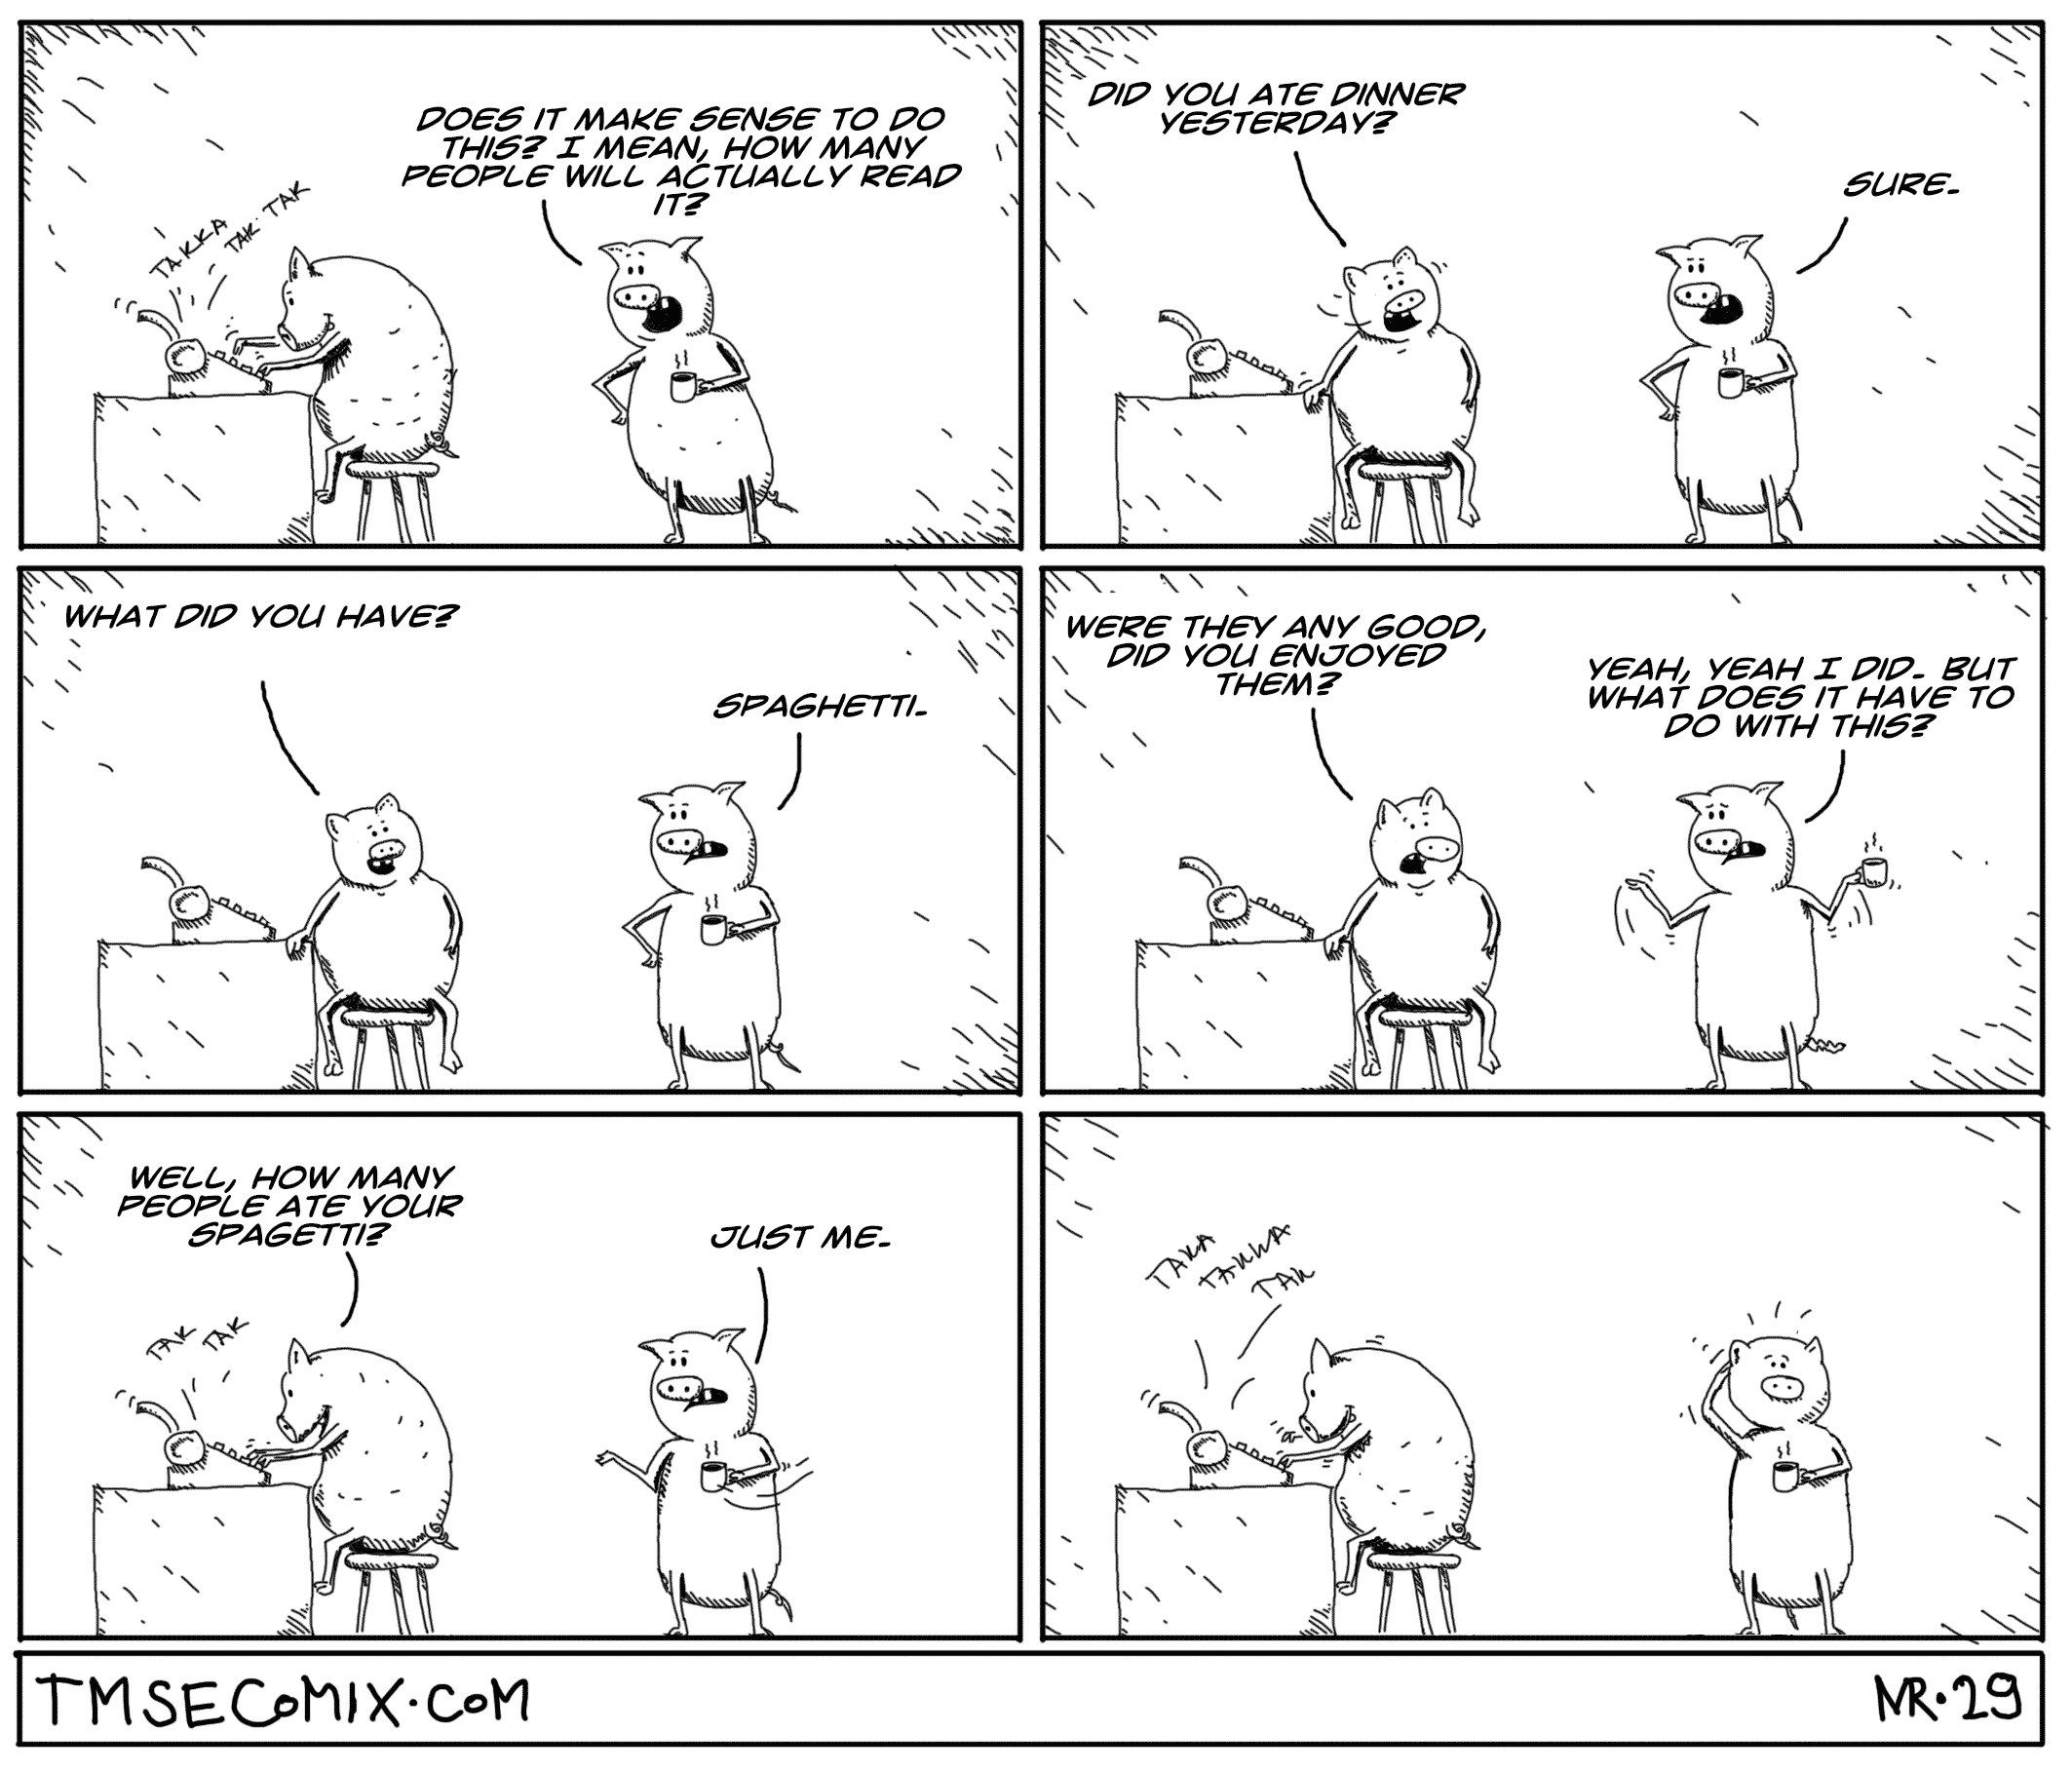 DOES IT MAKE SENSE TO DO
THIS? I MEAN, HOW MANY
PEOPLE WILL ACTUALLY READ
IT?
TAKKA
TAK TAK
DID YOU ATE DINNER
YESTERDAY?
SURE.
WHAT DID YOU HAVE?
SPAGHETTI.
WERE THEY ANY GOOD,
DID YOU ENJOYED
THEM?
YEAH, YEAH I DID. BUT
WHAT DOES IT HAVE TO
DO WITH THIS?
WELL, HOW MANY
PEOPLE ATE YOUR
SPAGETTI?
JUST ME.
TAK TAK
TAKA
TAKKA
TAK
TMSECOMIX.COM
NR.29